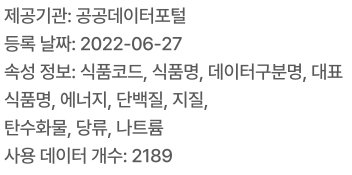 제공기관: 공공데이터포털
등록 날짜: 2022-06-27
속성 정보: 식품코드, 식품명, 데이터구분명, 대표
식품명, 에너지, 단백질, 지질,
탄수화물, 당류, 나트륨
사용 데이터 개수: 2189